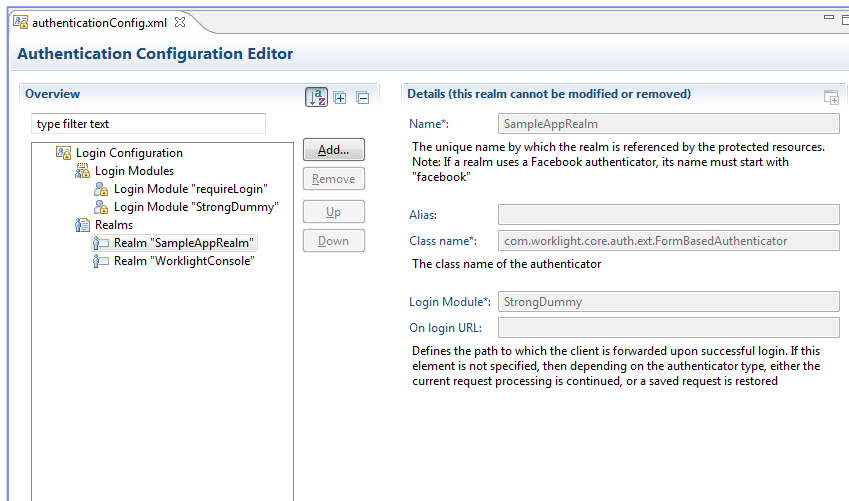 authenticationConfig.xml
Authentication Configuration Editor
Overview
type filter text
Login Configuration
Login Modules
Login Module "requireLogin"
Login Module "StrongDummy"
Realms
Realm "SampleAppRealm"
Realm "WorklightConsole"
Add...
Remove
Up
Down
Details (this realm cannot be modified or removed)
Name*: SampleAppRealm
The unique name by which the realm is referenced by the protected resources.
Note: If a realm uses a Facebook authenticator, its name must start with
"facebook"
Alias:
Class name*: com.worklight.core.auth.ext.FormBasedAuthenticator
The class name of the authenticator
Login Module*: StrongDummy
On login URL:
Defines the path to which the client is forwarded upon successful login. If this
element is not specified, then depending on the authenticator type, either the
current request processing is continued, or a saved request is restored